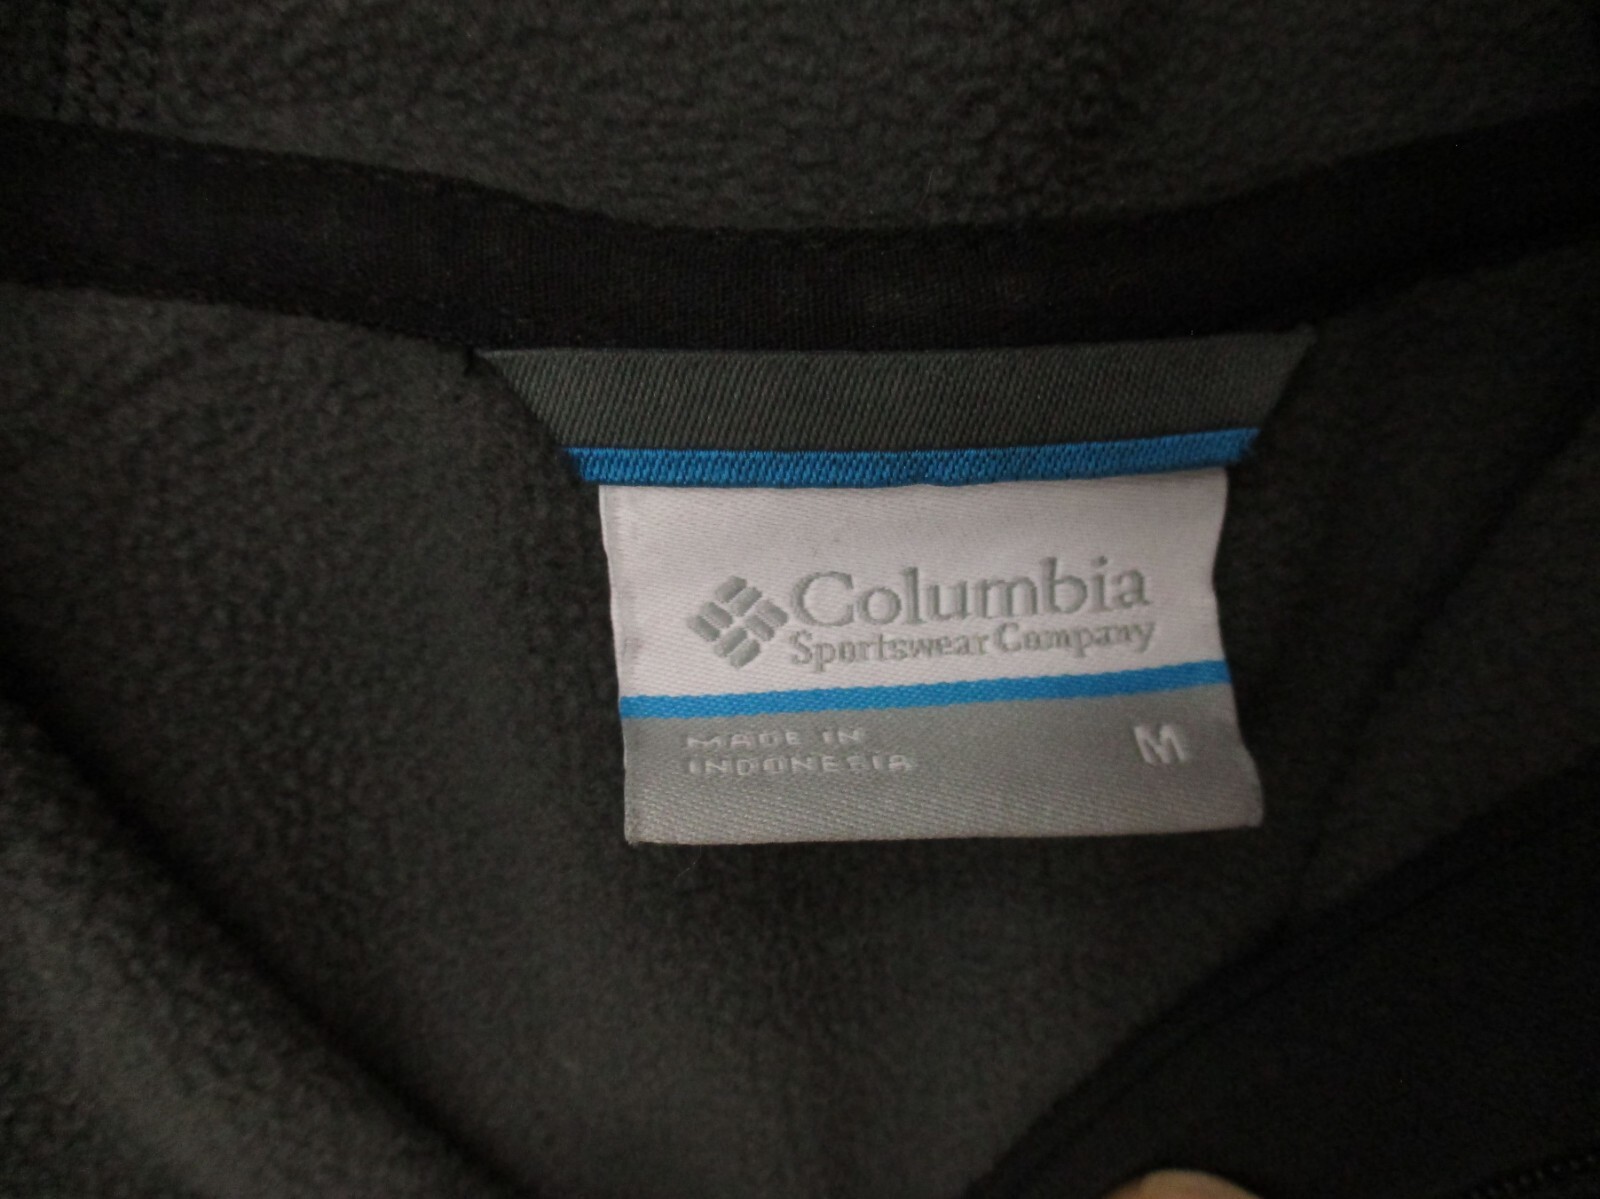 Columbia
Sportswear Company
MADE IN
INDONESIA
M